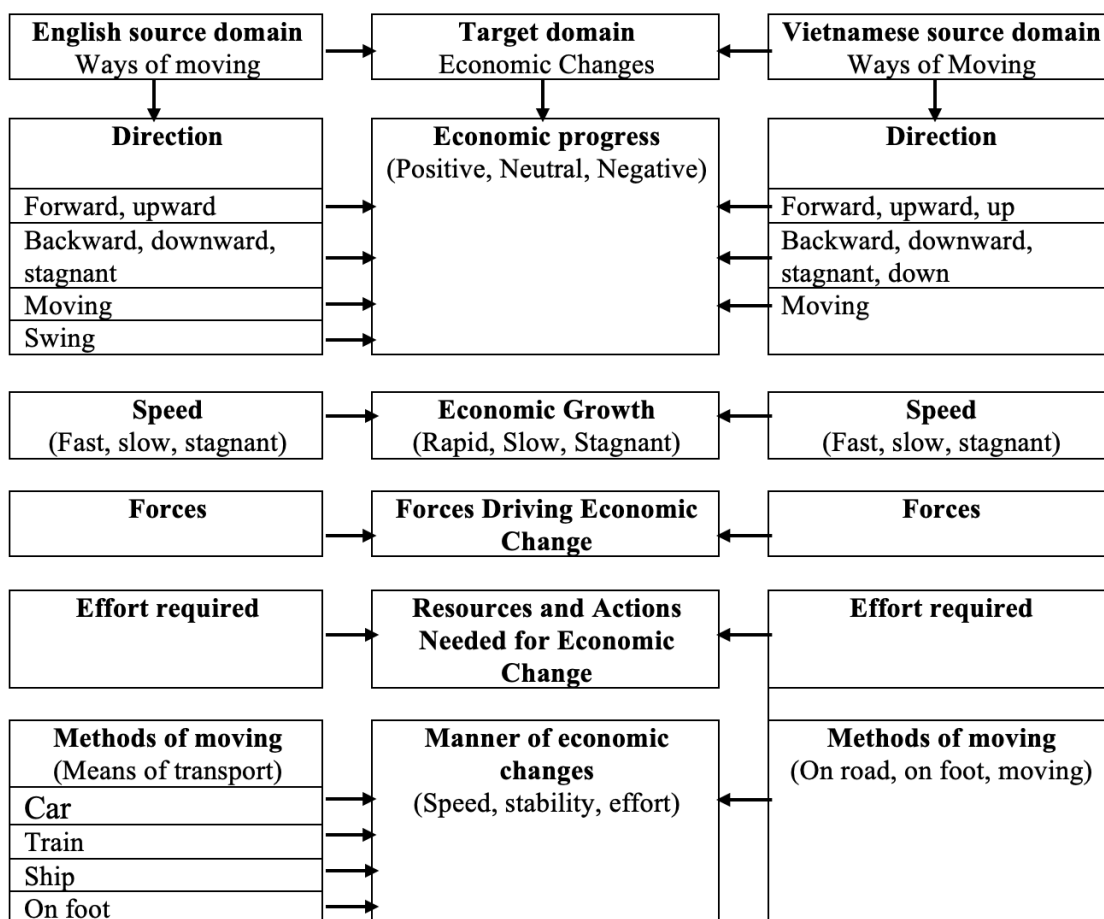 English source domain
Ways of moving
Target domain
Economic Changes
Vietnamese source domain
Ways of Moving
Direction
Economic progress
(Positive, Neutral, Negative)
Direction
Forward, upward
Forward, upward, up
Backward, downward,
stagnant
Backward, downward,
stagnant, down
Moving
Moving
Swing
Speed
(Fast, slow, stagnant)
Economic Growth
(Rapid, Slow, Stagnant)
Speed
(Fast, slow, stagnant)
Forces
Forces Driving Economic
Change
Forces
Effort required
Resources and Actions
Needed for Economic
Change
Effort required
Methods of moving
(Means of transport)
Manner of economic
changes
(Speed, stability, effort)
Methods of moving
(On road, on foot, moving)
Car
Train
Ship
On foot